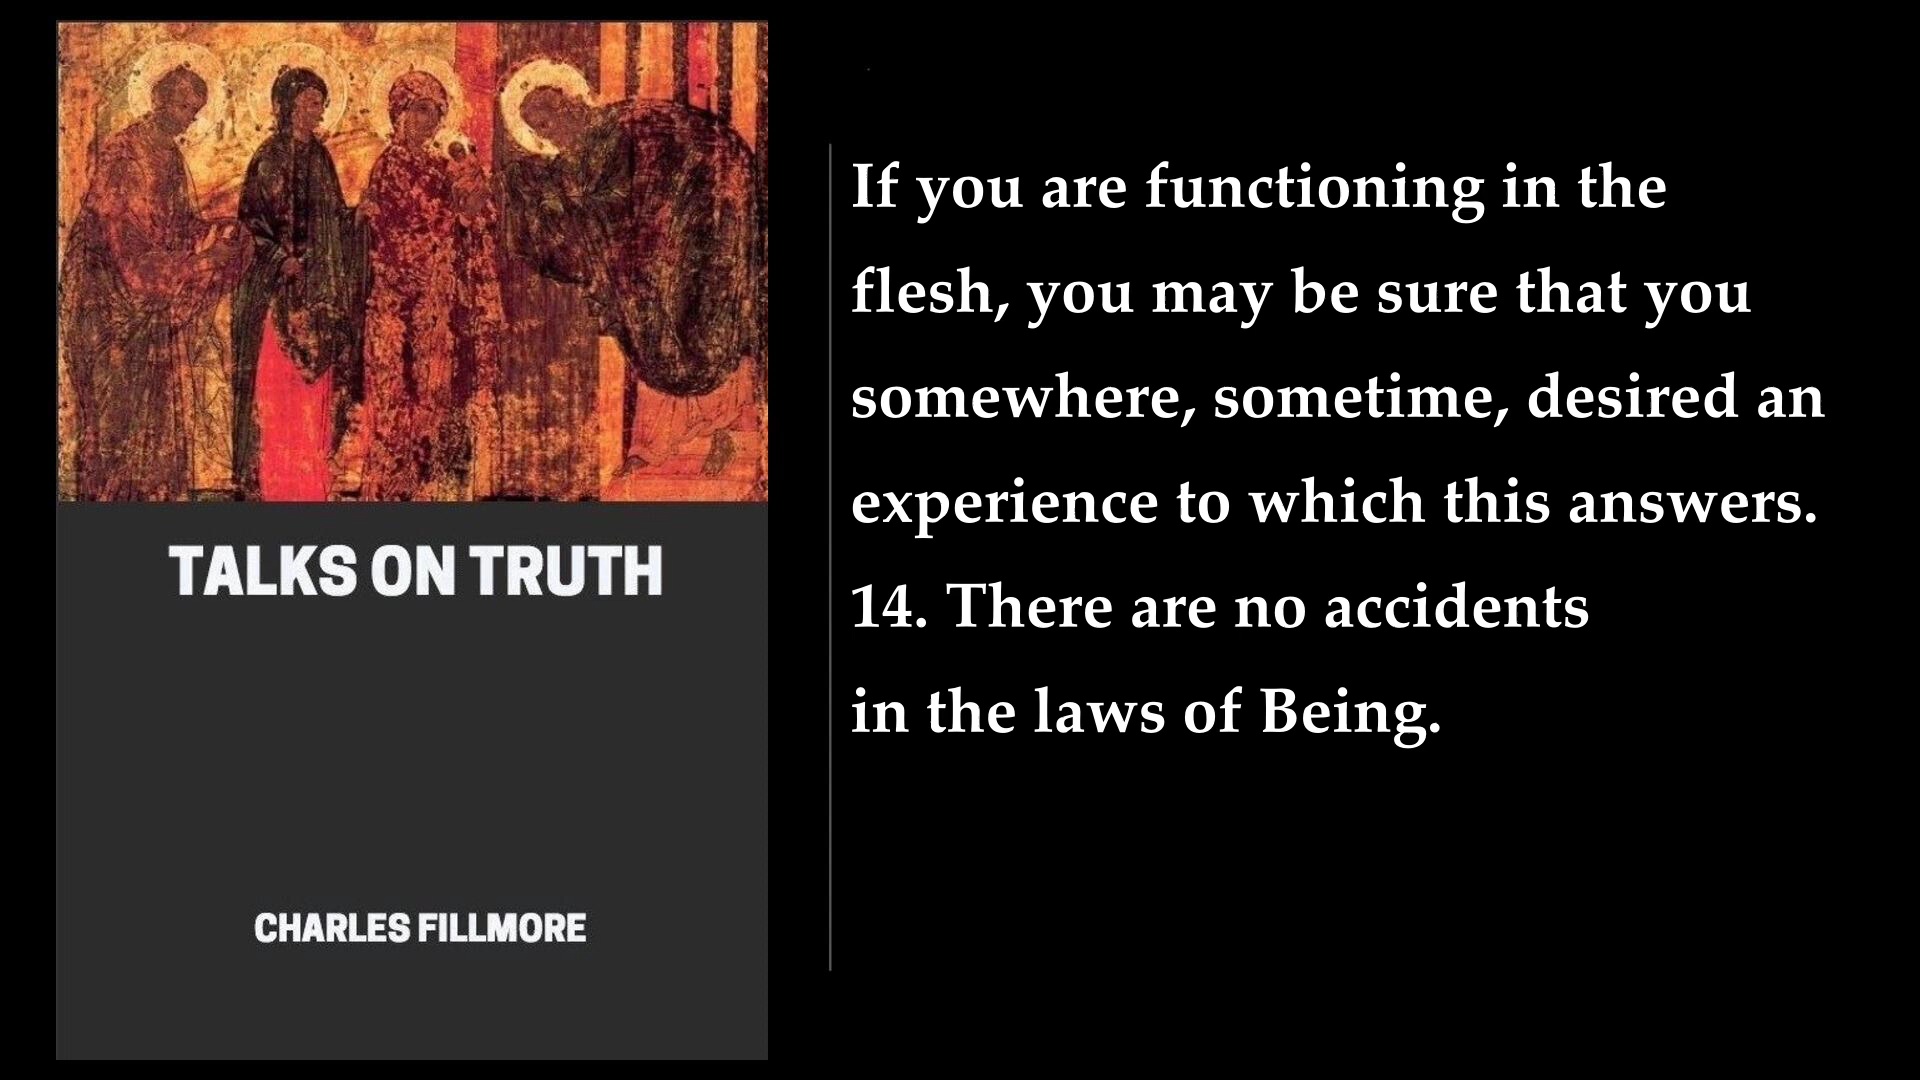 TALKS ON TRUTH
CHARLES FILLMORE
If you are functioning in the
flesh, you may be sure that you
somewhere, sometime, desired an
experience to which this answers.
14. There are no accidents
in the laws of Being.